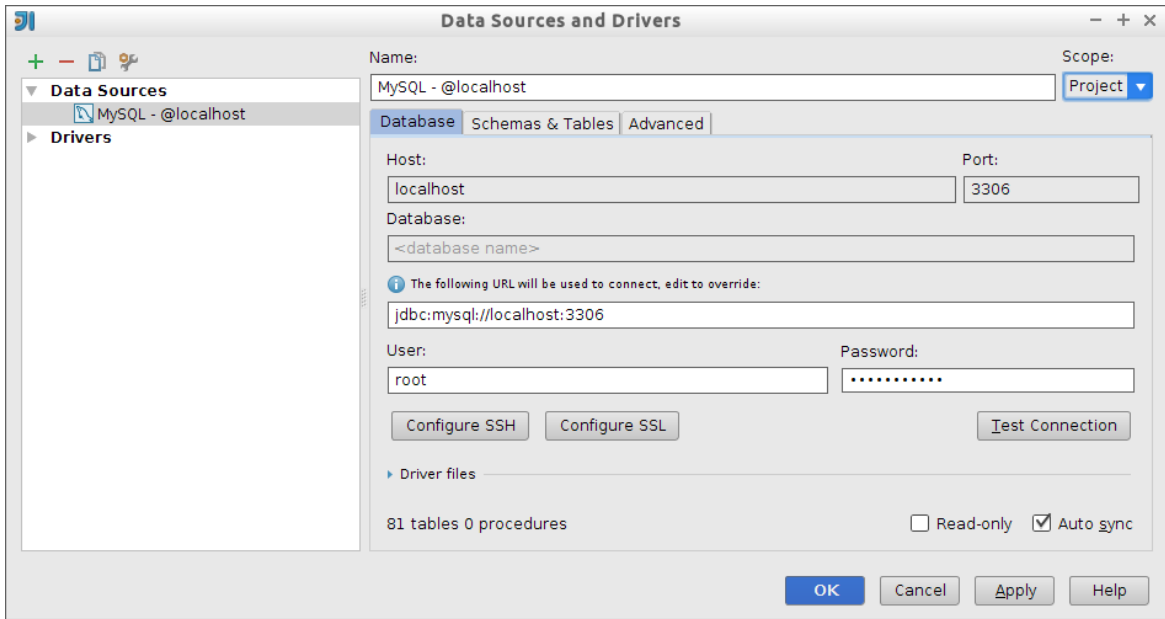 Data Sources and Drivers
Name:
Scope:
MySQL - @localhost
Project
Data Sources
MySQL - @localhost
Drivers
Database Schemas & Tables Advanced
Host:
Port:
localhost
3306
Database:
<database name>
The following URL will be used to connect, edit to override:
jdbc:mysql://localhost:3306
User:
Password:
root
•••••••••••
Configure SSH
Configure SSL
Test Connection
Driver files
81 tables 0 procedures
Read-only
Auto sync
OK
Cancel
Apply
Help